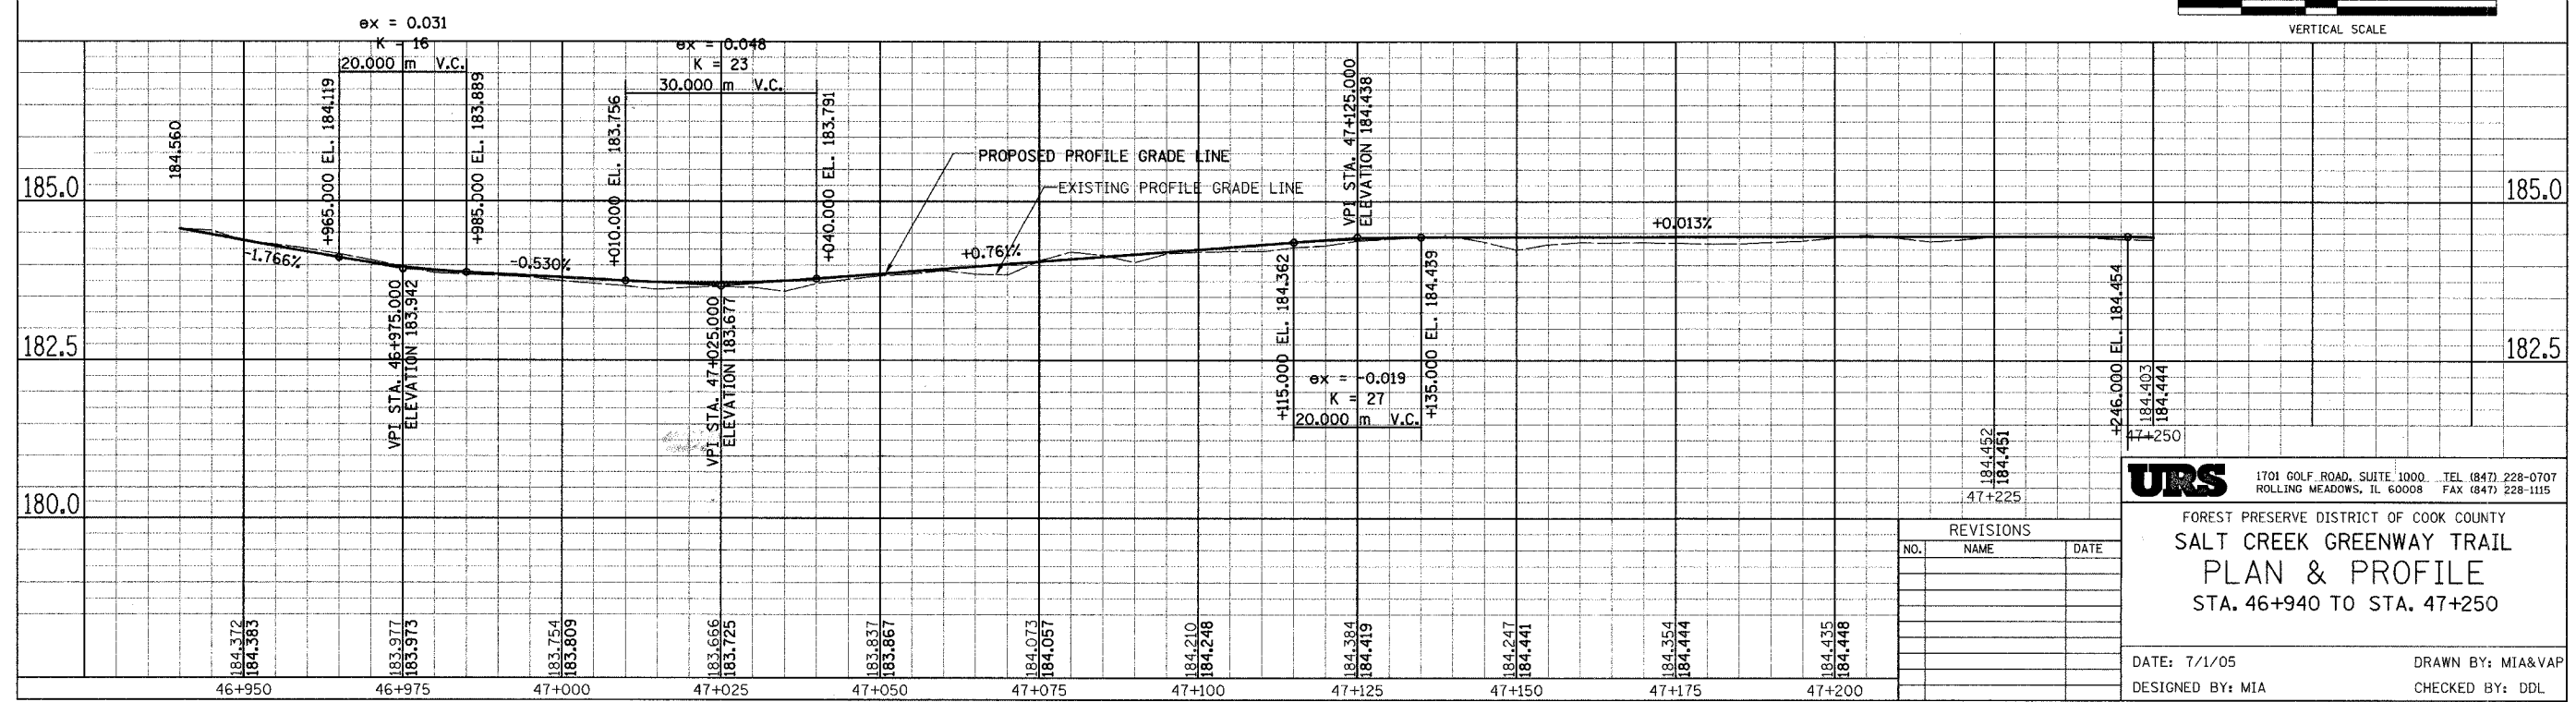 VERTICAL SCALE
ex = 0.031
K = 16
20.000 m V.C.
ex = 0.048
K = 23
30.000 m V.C.
184.560
+965.000 EL. 184.119
+985.000 EL. 183.889
+010.000 EL. 183.756
+040.000 EL. 183.791
VPI STA. 47+125.000
ELEVATION 184.438
PROPOSED PROFILE GRADE LINE
EXISTING PROFILE GRADE LINE
185.0
185.0
-1.766%
-0.530%
+0.761%
+0.013%
VPI STA. 46+975.000
ELEVATION 183.942
VPI STA. 47+025.000
ELEVATION 183.677
+115.000 EL. 184.362
+135.000 EL. 184.439
+246.000 EL. 184.454
182.5
182.5
ex = -0.019
K = 27
20.000 m V.C.
184.403
184.444
47+250
184.452
184.451
47+225
180.0
184.372
184.383
183.977
183.973
183.754
183.809
183.666
183.725
183.837
183.867
184.073
184.057
184.210
184.248
184.384
184.419
184.247
184.441
184.354
184.444
184.435
184.448
46+950 46+975 47+000 47+025 47+050 47+075 47+100 47+125 47+150 47+175 47+200
REVISIONS
NO. NAME DATE
URS
1701 GOLF ROAD, SUITE 1000 TEL (847) 228-0707
ROLLING MEADOWS, IL 60008 FAX (847) 228-1115
FOREST PRESERVE DISTRICT OF COOK COUNTY
SALT CREEK GREENWAY TRAIL
PLAN & PROFILE
STA. 46+940 TO STA. 47+250
DATE: 7/1/05 DRAWN BY: MIA&VAP
DESIGNED BY: MIA CHECKED BY: DDL